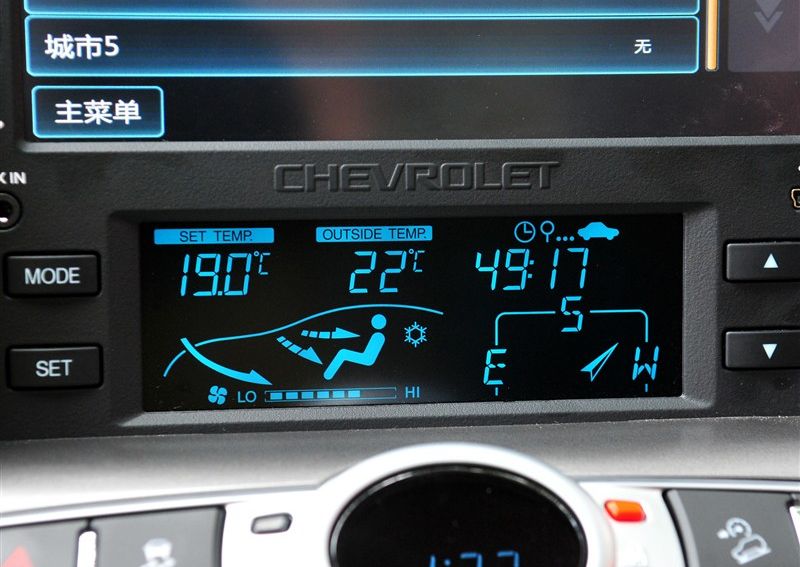 城市5 无
主菜单
CHEVROLET
IN
SET TEMP. OUTSIDE TEMP.
MODE 19.0℃ 22℃ 49:17
S
SET E W
LO HI